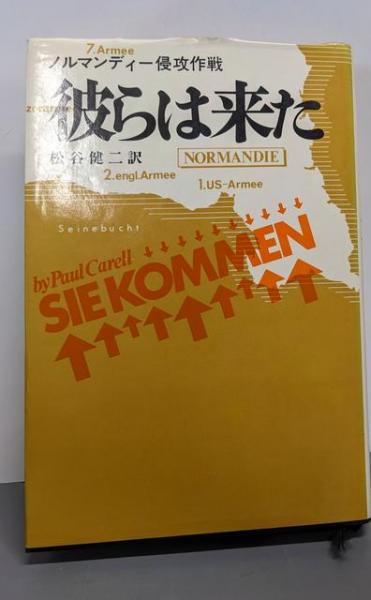 7.Armee
ノルマンディー侵攻作戦
彼らは来た
松谷健二訳
NORMANDIE
2.engl.Armee
1.US-Armee
Seinebucht
by Paul Carell
SIE KOMMEN